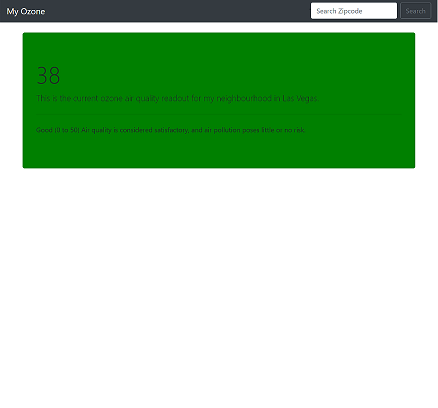 My Ozone
Search Zipcode
Search
38
This is the current ozone air quality readout for my neighbourhood in Las Vegas.
Good (0 to 50) Air quality is considered satisfactory, and air pollution poses little or no risk